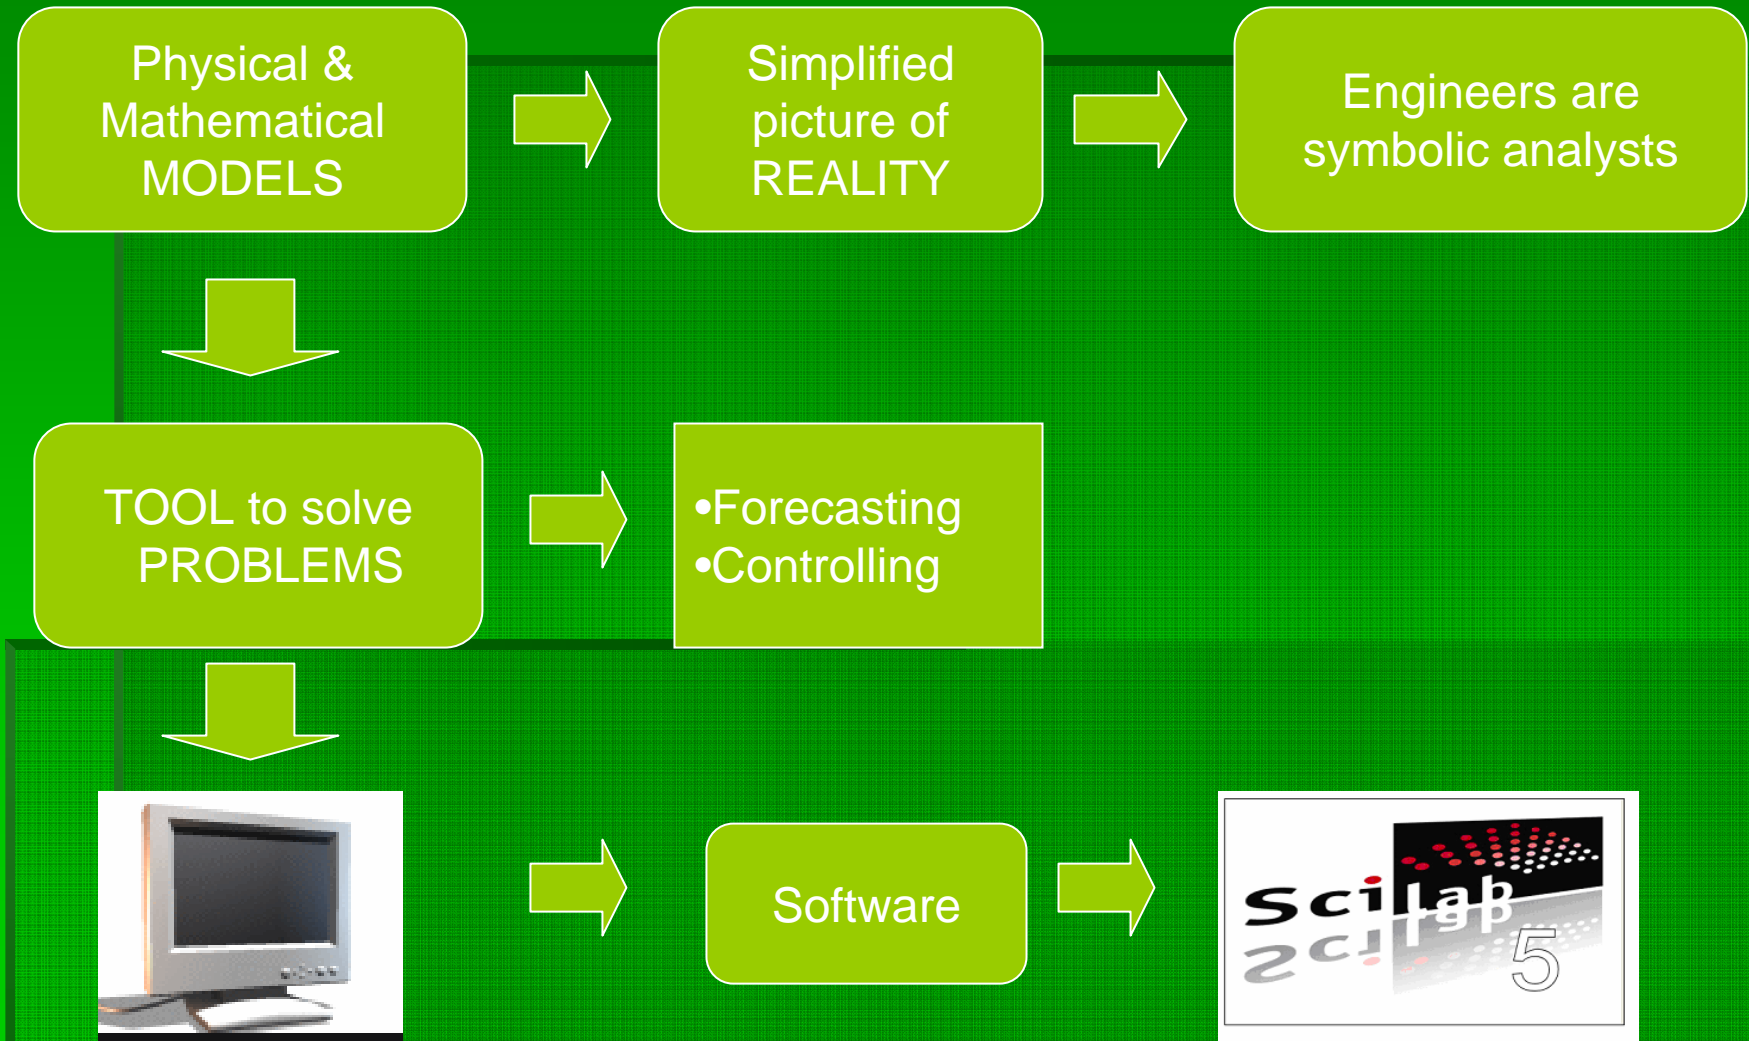 Physical &
Mathematical
MODELS
Simplified
picture of
REALITY
Engineers are
symbolic analysts
TOOL to solve
PROBLEMS
•Forecasting
•Controlling
Software
Scilab
5